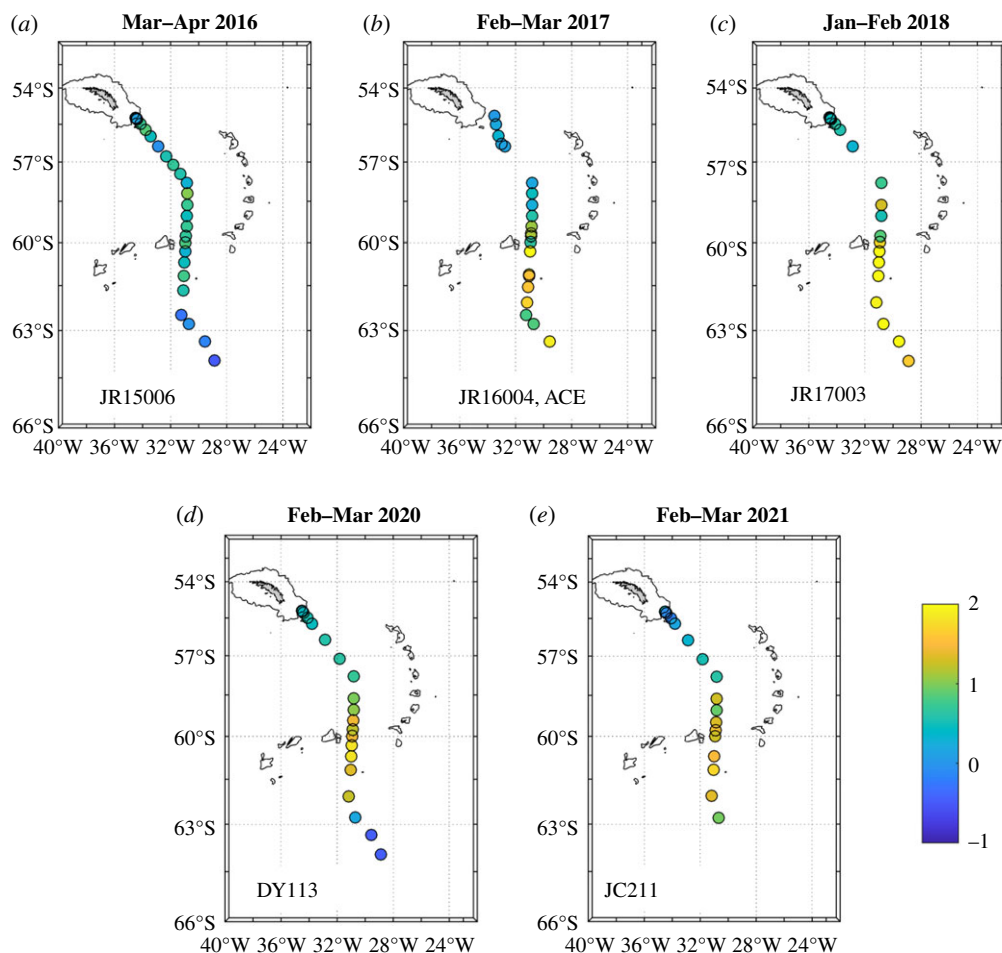 (a) Mar–Apr 2016
(b) Feb–Mar 2017
(c) Jan–Feb 2018
54°S
57°S
60°S
63°S
66°S
JR15006
40°W 36°W 32°W 28°W 24°W
54°S
57°S
60°S
63°S
66°S
JR16004, ACE
40°W 36°W 32°W 28°W 24°W
54°S
57°S
60°S
63°S
66°S
JR17003
40°W 36°W 32°W 28°W 24°W
(d) Feb–Mar 2020
(e) Feb–Mar 2021
54°S
57°S
60°S
63°S
66°S
DY113
40°W 36°W 32°W 28°W 24°W
54°S
57°S
60°S
63°S
66°S
JC211
40°W 36°W 32°W 28°W 24°W
2
1
0
–1